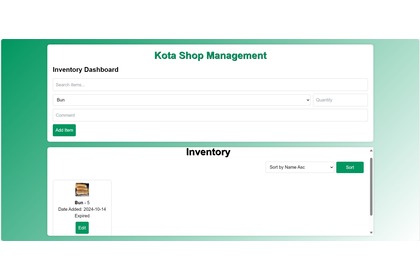 Kota Shop Management
Inventory Dashboard
Search items...
Bun
Quantity
Comment
Add Item
Inventory
Sort by Name Asc
Sort
Bun - 5
Date Added: 2024-10-14
Expired
Edit